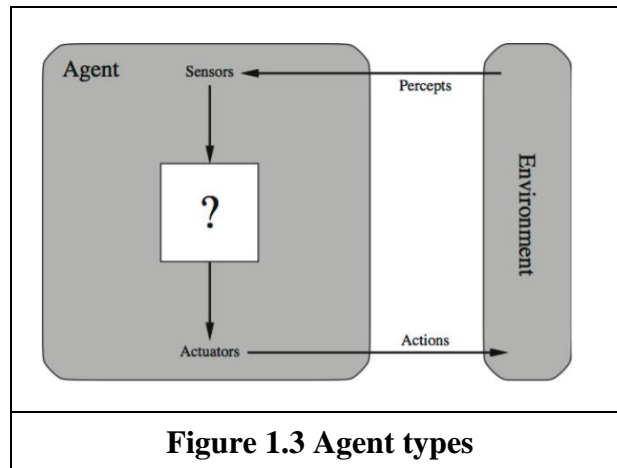 Agent
Sensors
Percepts
?
Environment
Actuators
Actions
Figure 1.3 Agent types